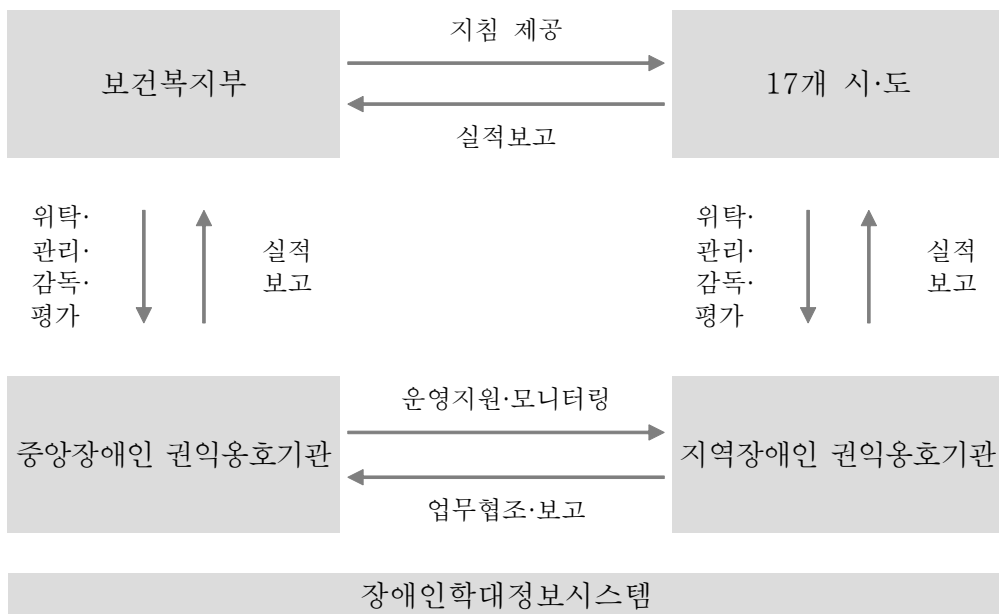 지침 제공
보건복지부
17개 시·도
실적보고
위탁·
관리·
감독·
평가
실적
보고
위탁·
관리·
감독·
평가
실적
보고
운영지원·모니터링
중앙장애인 권익옹호기관
지역장애인 권익옹호기관
업무협조·보고
장애인학대정보시스템